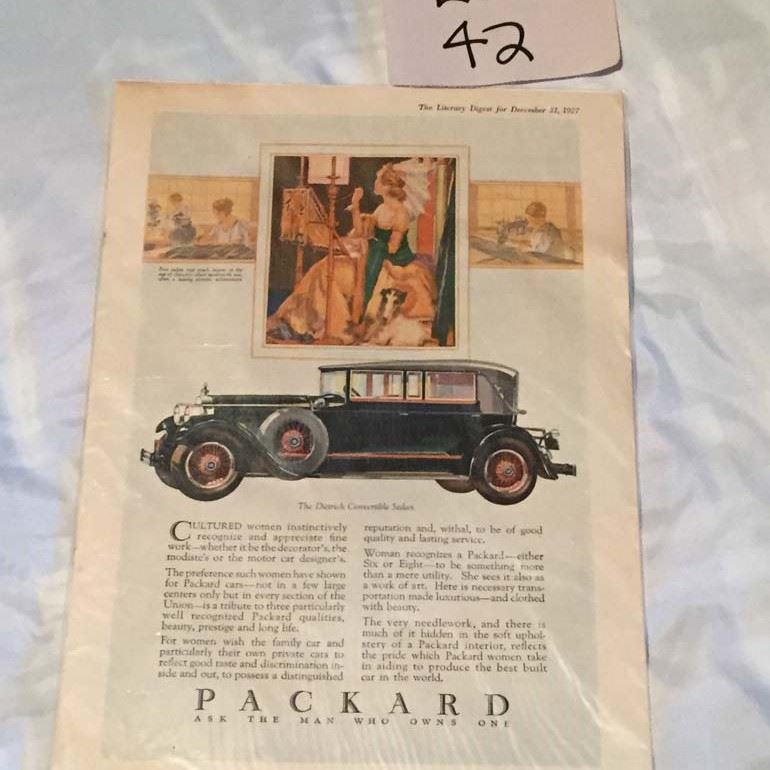 42
The Literary Digest for December 31, 1927
The Dietrich Convertible Sedan
CULTURED women instinctively
recognize and appreciate fine
work—whether it be the decorator's, the
modiste's or the motor car designer's.
The preference such women have shown
for Packard cars—not in a few large
centers only but in every section of the
Union—is a tribute to three particularly
well recognized Packard qualities,
beauty, prestige and long life.
For women wish the family car and
particularly their own private cars to
reflect good taste and discrimination in-
side and out, to possess a distinguished
reputation and, withal, to be of good
quality and lasting service.
Woman recognizes a Packard—either
Six or Eight—to be something more
than a mere utility. She sees it also as
a work of art. Here is necessary trans-
portation made luxurious—and clothed
with beauty.
The very needlework, and there is
much of it hidden in the soft uphol-
stery of a Packard interior, reflects
the pride which Packard women take
in aiding to produce the best built
car in the world.
PACKARD
ASK THE MAN WHO OWNS ONE